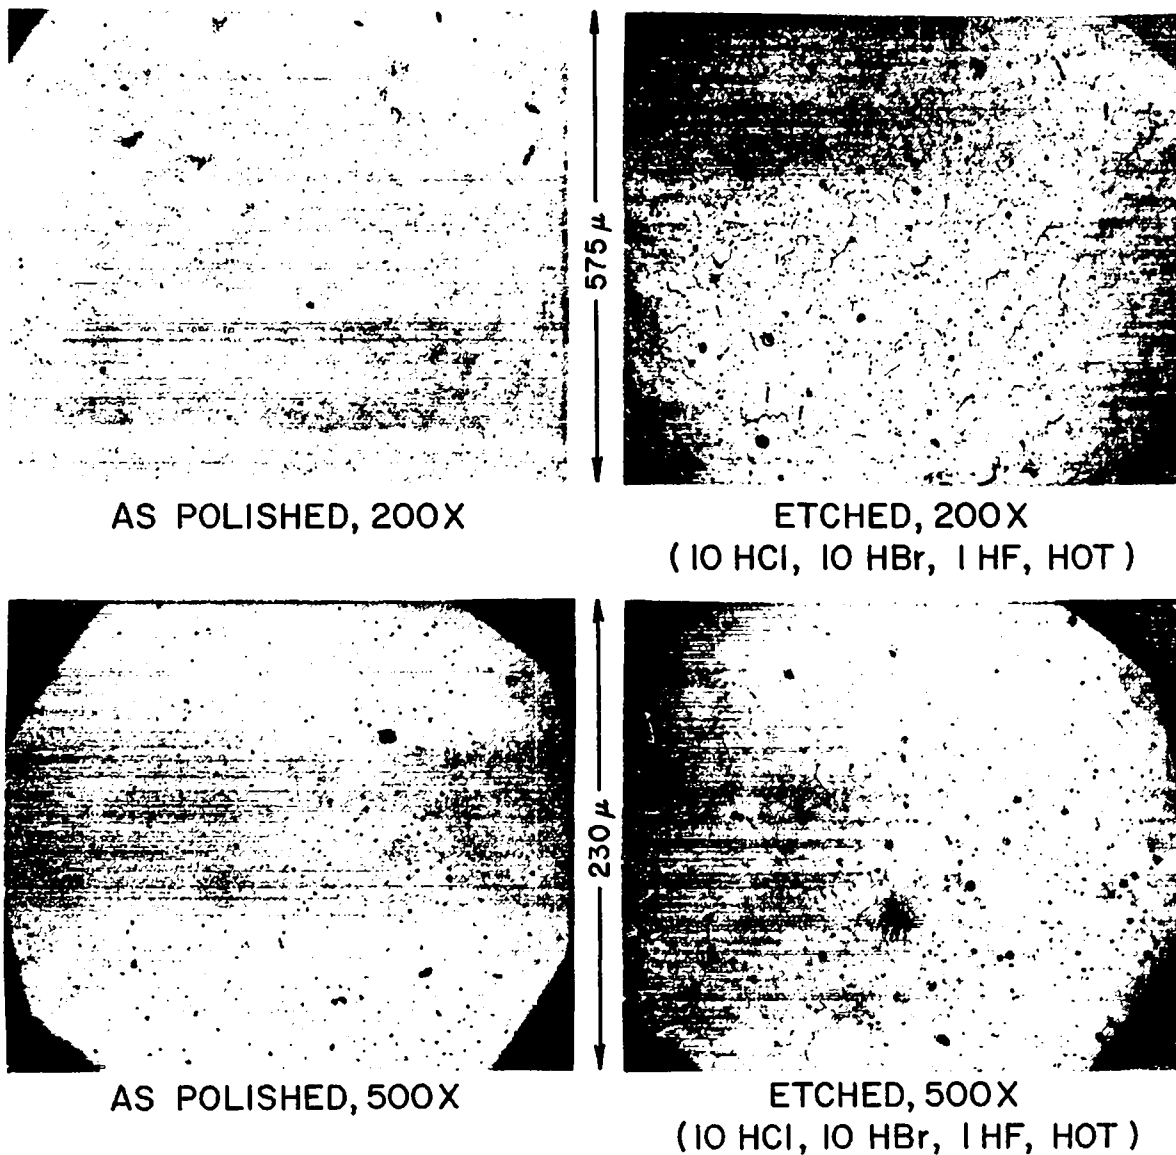 575 μ
AS POLISHED, 200X
ETCHED, 200X
(10 HCl, 10 HBr, 1 HF, HOT)
230 μ
AS POLISHED, 500X
ETCHED, 500X
(10 HCl, 10 HBr, 1 HF, HOT)